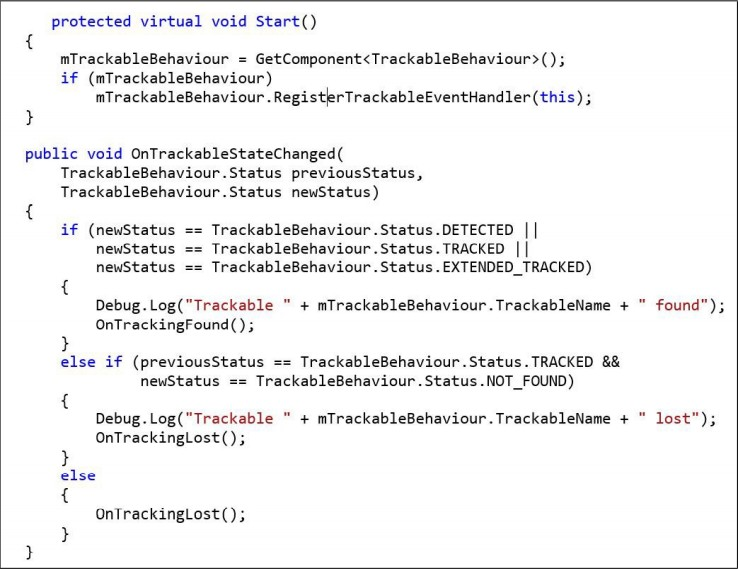 protected virtual void Start()
{
mTrackableBehaviour = GetComponent<TrackableBehaviour>();
if (mTrackableBehaviour)
mTrackableBehaviour.RegisterTrackableEventHandler(this);
}
public void OnTrackableStateChanged(
TrackableBehaviour.Status previousStatus,
TrackableBehaviour.Status newStatus)
{
if (newStatus == TrackableBehaviour.Status.DETECTED ||
newStatus == TrackableBehaviour.Status.TRACKED ||
newStatus == TrackableBehaviour.Status.EXTENDED_TRACKED)
{
Debug.Log("Trackable " + mTrackableBehaviour.TrackableName + " found");
OnTrackingFound();
}
else if (previousStatus == TrackableBehaviour.Status.TRACKED &&
newStatus == TrackableBehaviour.Status.NOT_FOUND)
{
Debug.Log("Trackable " + mTrackableBehaviour.TrackableName + " lost");
OnTrackingLost();
}
else
{
OnTrackingLost();
}
}